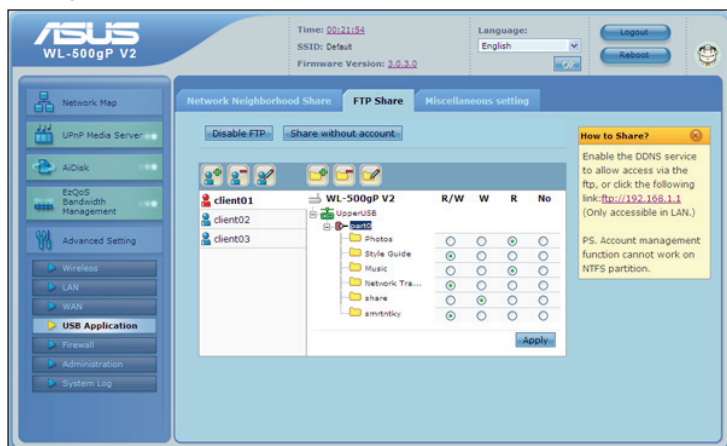 ASUS
WL-500gP V2
Time: 00:21:54
SSID: Defaut
Firmware Version: 3.0.3.0
Language:
English
OK
Logout
Reboot
Network Map
UPnP Media Server
AiDisk
EzQoS
Bandwidth
Management
Advanced Setting
Wireless
LAN
WAN
USB Application
Firewall
Administration
System Log
Network Neighborhood Share
FTP Share
Miscellaneous setting
Disable FTP
Share without account
client01
client02
client03
WL-500gP V2 R/W W R No
UpperUSB
part0
Photos
Style Guide
Music
Network Tra...
share
smrtntky
Apply
How to Share?
Enable the DDNS service
to allow access via the
ftp, or click the following
link:ftp://192.168.1.1
(Only accessible in LAN.)
PS. Account management
function cannot work on
NTFS partition.